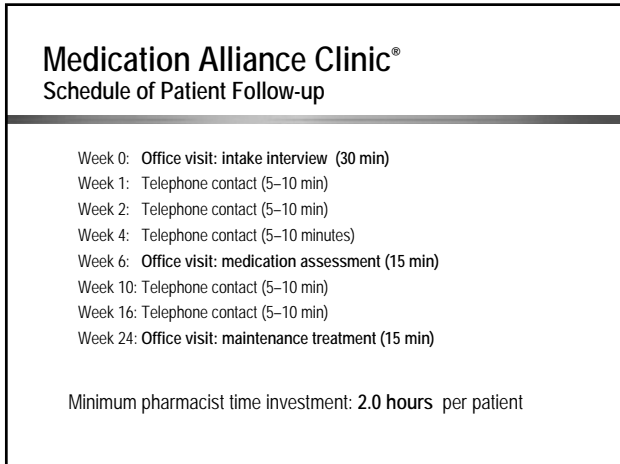 Medication Alliance Clinic®
Schedule of Patient Follow-up
Week 0: Office visit: intake interview (30 min)
Week 1: Telephone contact (5–10 min)
Week 2: Telephone contact (5–10 min)
Week 4: Telephone contact (5–10 minutes)
Week 6: Office visit: medication assessment (15 min)
Week 10: Telephone contact (5–10 min)
Week 16: Telephone contact (5–10 min)
Week 24: Office visit: maintenance treatment (15 min)
Minimum pharmacist time investment: 2.0 hours per patient